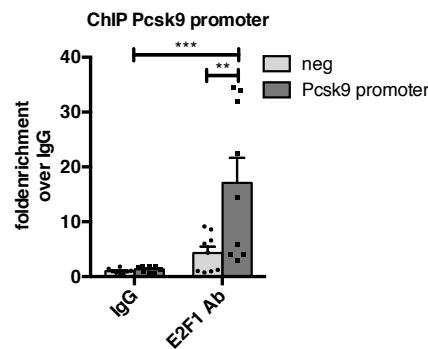 ChIP Pcsk9 promoter
***
**
neg
Pcsk9 promoter
foldenrichment
over IgG
40
30
20
10
0
IgG
E2F1 Ab